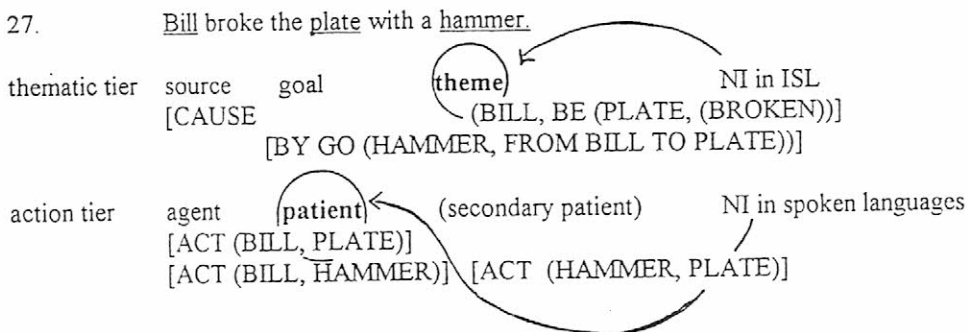 27. Bill broke the plate with a hammer.
thematic tier source goal theme NI in ISL
[CAUSE (BILL, BE (PLATE, (BROKEN))]
[BY GO (HAMMER, FROM BILL TO PLATE))]
action tier agent patient (secondary patient) NI in spoken languages
[ACT (BILL, PLATE)]
[ACT (BILL, HAMMER)] [ACT (HAMMER, PLATE)]